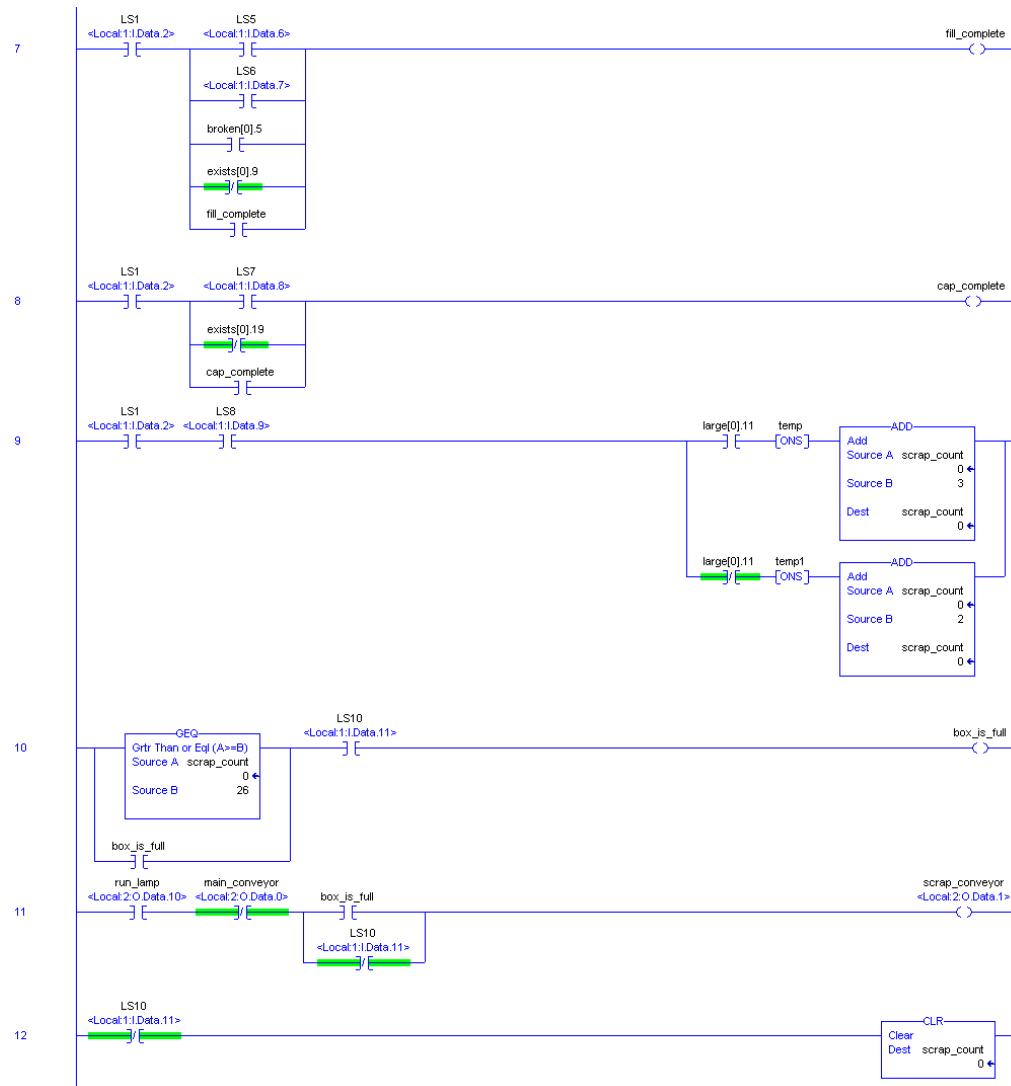 LS1 LS5
7 <Local:1:I.Data.2> <Local:1:I.Data.6> fill_complete
LS6
<Local:1:I.Data.7>
broken[0].5
exists[0].9
fill_complete
LS1 LS7
8 <Local:1:I.Data.2> <Local:1:I.Data.8> cap_complete
exists[0].19
cap_complete
LS1 LS8
9 <Local:1:I.Data.2> <Local:1:I.Data.9> large[0].11 temp ADD
ONS Add
Source A scrap_count
0
Source B 3
Dest scrap_count
0
large[0].11 temp1 ADD
ONS Add
Source A scrap_count
0
Source B 2
Dest scrap_count
0
LS10
10 GEQ <Local:1:I.Data.11> box_is_full
Grtr Than or Eql (A>=B)
Source A scrap_count
0
Source B 26
box_is_full
run_lamp main_conveyor scrap_conveyor
11 <Local:2:O.Data.10> <Local:2:O.Data.0> box_is_full <Local:2:O.Data.1>
LS10
<Local:1:I.Data.11>
LS10
12 <Local:1:I.Data.11> CLR
Clear
Dest scrap_count
0